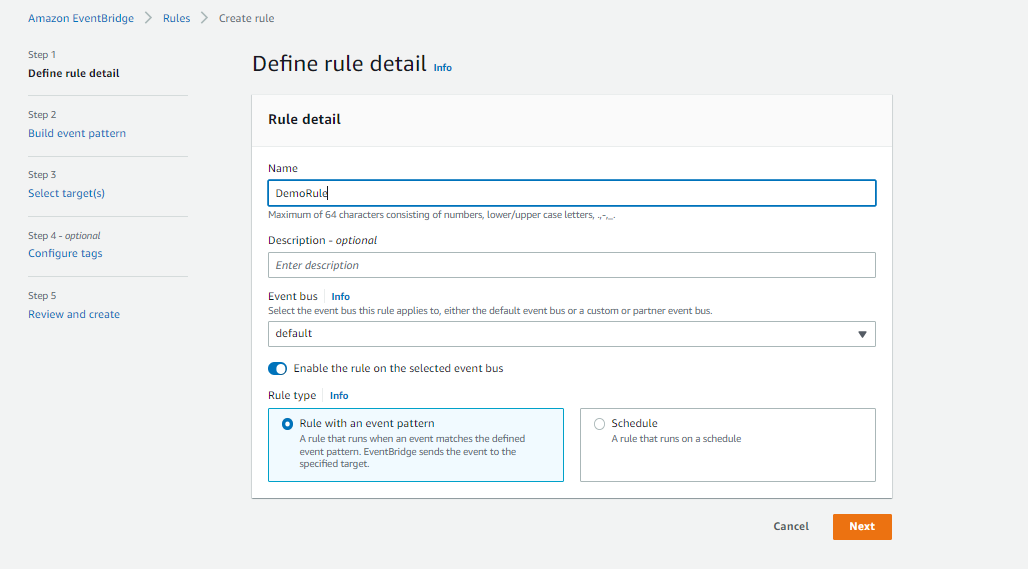 Amazon EventBridge > Rules > Create rule
Step 1
Define rule detail
Step 2
Build event pattern
Step 3
Select target(s)
Step 4 - optional
Configure tags
Step 5
Review and create
Define rule detail Info
Rule detail
Name
DemoRule
Maximum of 64 characters consisting of numbers, lower/upper case letters, .,-,_.
Description - optional
Enter description
Event bus Info
Select the event bus this rule applies to, either the default event bus or a custom or partner event bus.
default
Enable the rule on the selected event bus
Rule type Info
Rule with an event pattern
A rule that runs when an event matches the defined
event pattern. EventBridge sends the event to the
specified target.
Schedule
A rule that runs on a schedule
Cancel
Next